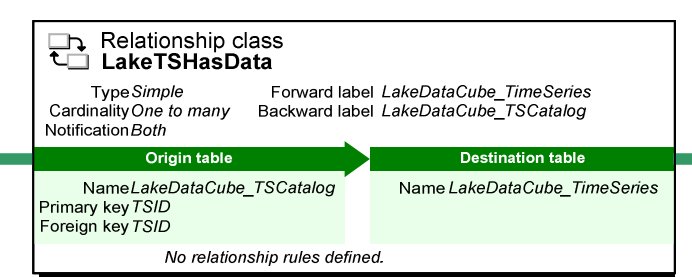 Relationship class
LakeTSHasData
Type Simple Forward label LakeDataCube_TimeSeries
Cardinality One to many Backward label LakeDataCube_TSCatalog
Notification Both
Origin table Destination table
Name LakeDataCube_TSCatalog Name LakeDataCube_TimeSeries
Primary key TSID
Foreign key TSID
No relationship rules defined.